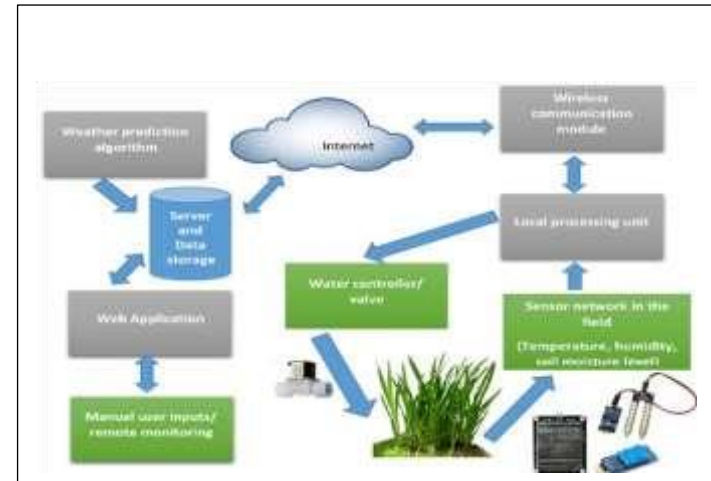 Wireless
communication
module
Weather prediction
algorithm
Internet
Server
and
Data
storage
Local processing unit
Water controller/
valve
Web Application
Sensor network in the
field
(Temperature, humidity,
soil moisture level)
Manual user inputs/
remote monitoring